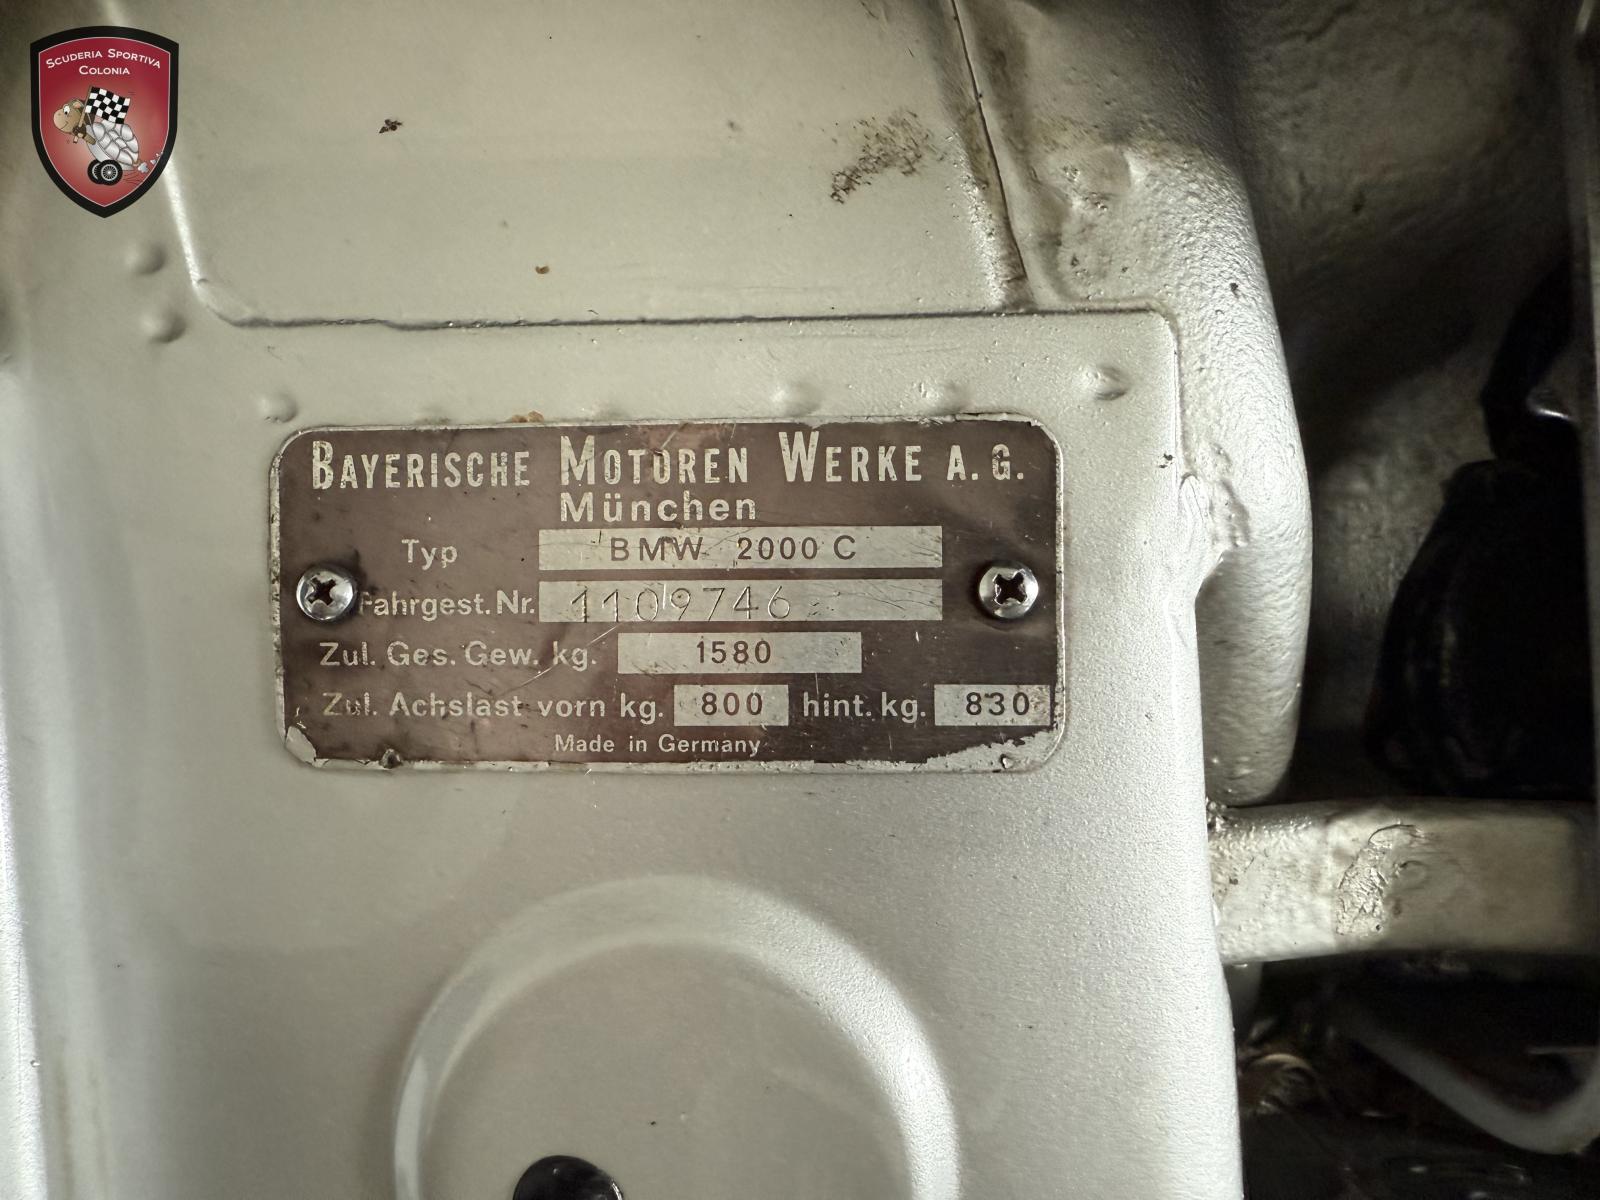 Scuderia Sportiva
Colonia
Bayerische Motoren Werke A.G.
München
Typ BMW 2000 C
Fahrgest.Nr. 1109746
Zul. Ges. Gew. kg. 1580
Zul. Achslast vorn kg. 800 hint. kg. 830
Made in Germany